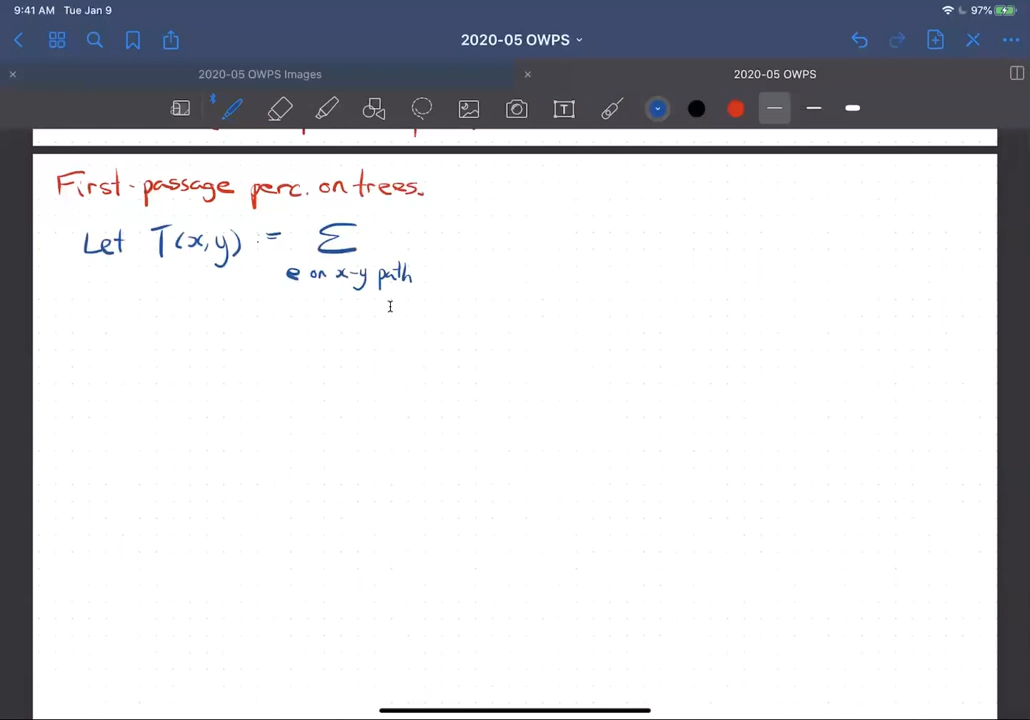 9:41 AM Tue Jan 9
97%
2020-05 OWPS
2020-05 OWPS Images
2020-05 OWPS
First-passage perc. on trees.
Let T(x,y) := Σ
e on x-y path